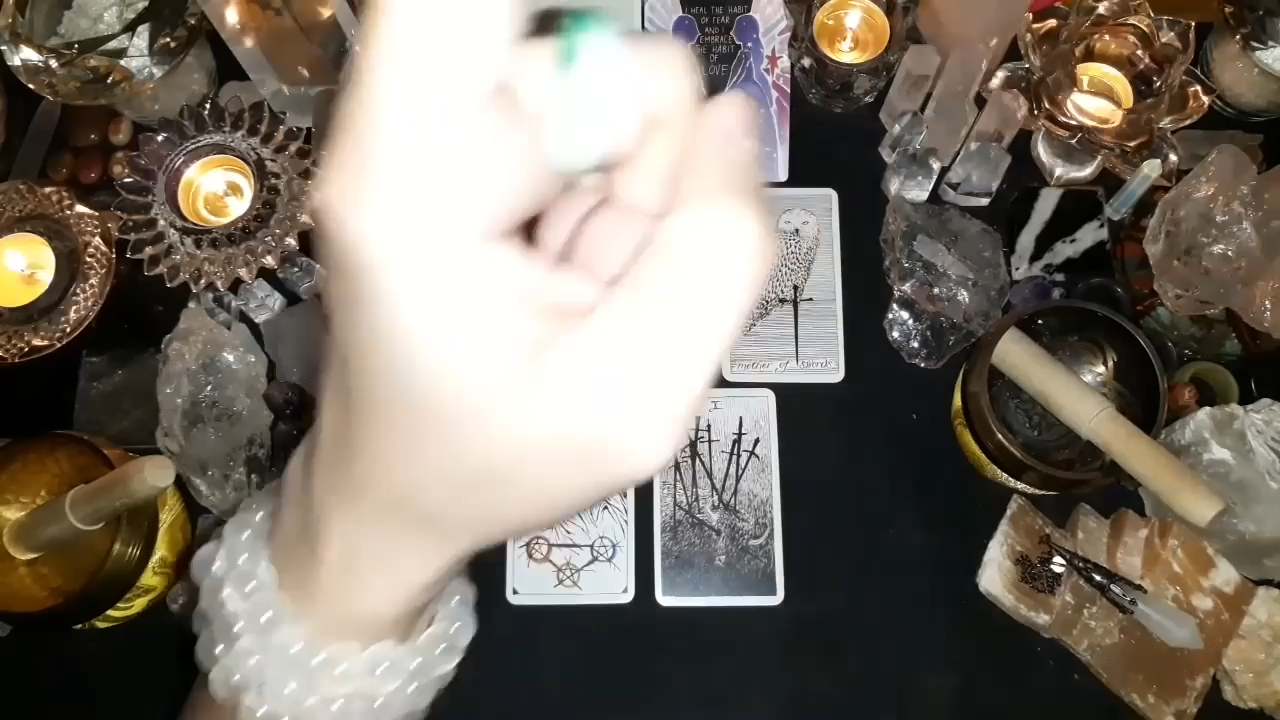 I HEAL THE HABIT
OF FEAR
AND I
EMBRACE
THE HABIT
OF
LOVE
mother of swords
X